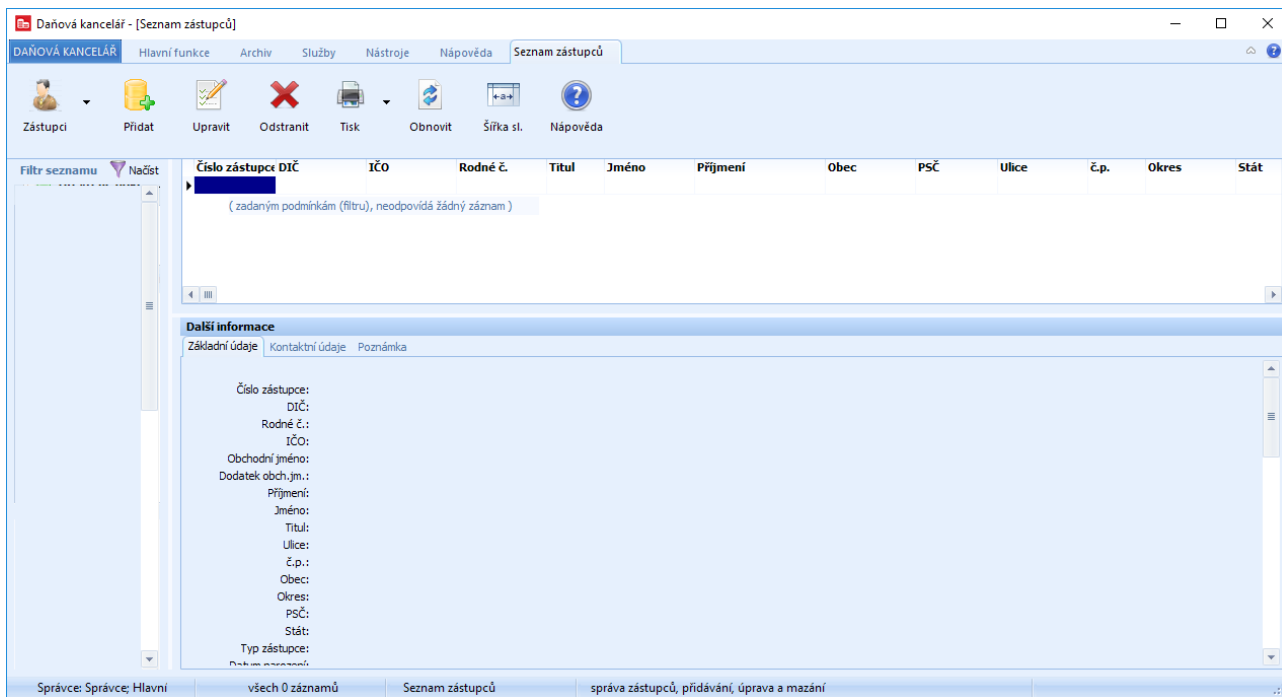 Daňová kancelář - [Seznam zástupců]
DAŇOVÁ KANCELÁŘ Hlavní funkce Archiv Služby Nástroje Nápověda Seznam zástupců
Zástupci Přidat Upravit Odstranit Tisk Obnovit Šířka sl. Nápověda
Filtr seznamu Načíst
Číslo zástupce DIČ IČO Rodné č. Titul Jméno Příjmení Obec PSČ Ulice č.p. Okres Stát
( zadaným podmínkám (filtru), neodpovídá žádný záznam )
Další informace
Základní údaje Kontaktní údaje Poznámka
Číslo zástupce:
DIČ:
Rodné č.:
IČO:
Obchodní jméno:
Dodatek obch.jm.:
Příjmení:
Jméno:
Titul:
Ulice:
č.p.:
Obec:
Okres:
PSČ:
Stát:
Typ zástupce:
Datum narození:
Správce: Správce; Hlavní všech 0 záznamů Seznam zástupců správa zástupců, přidávání, úprava a mazání